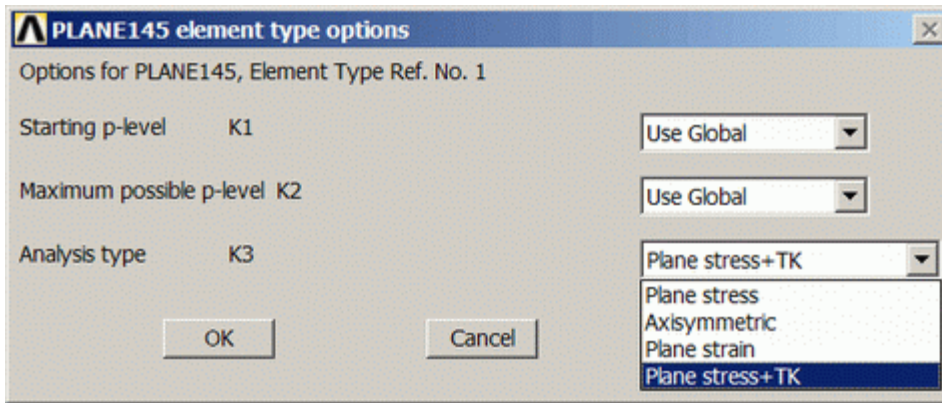 PLANE145 element type options
Options for PLANE145, Element Type Ref. No. 1
Starting p-level K1 Use Global
Maximum possible p-level K2 Use Global
Analysis type K3 Plane stress+TK
Plane stress
Axisymmetric
Plane strain
Plane stress+TK
OK Cancel